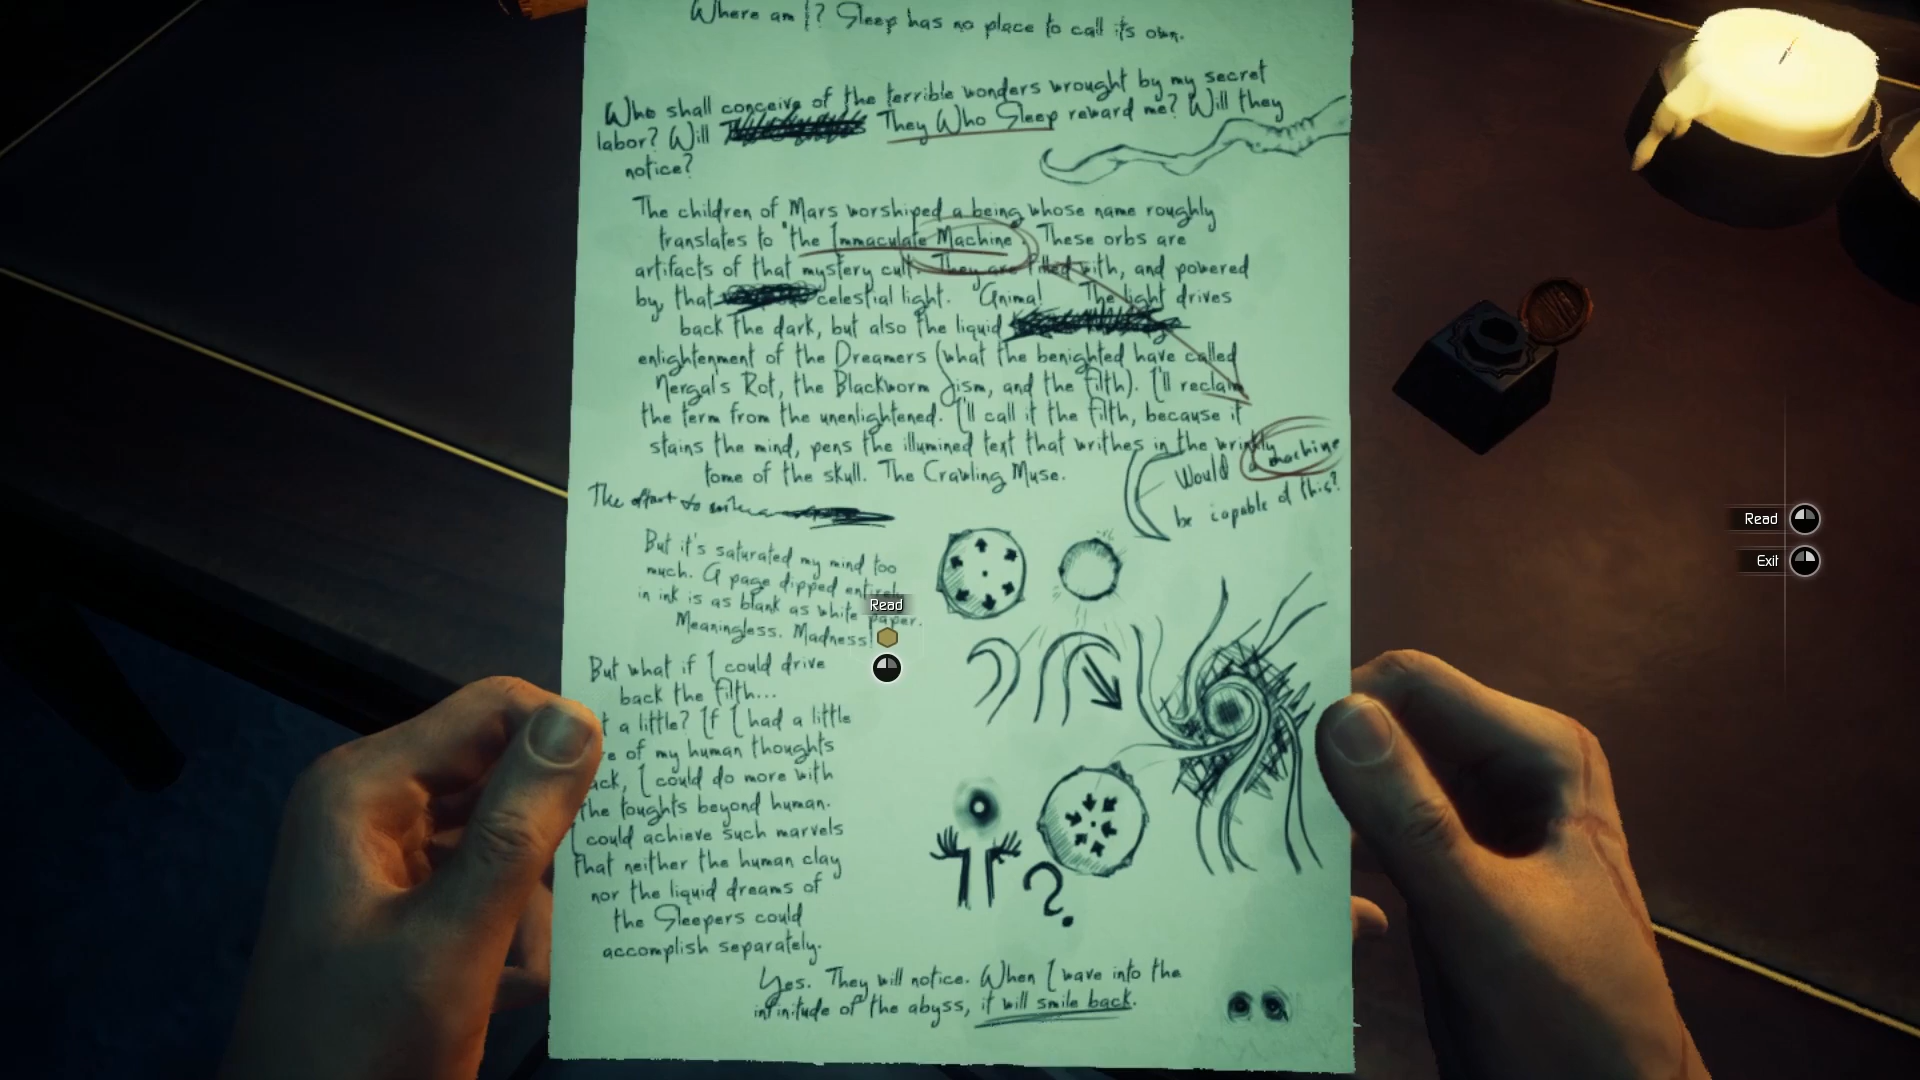 Where am I? Sleep has no place to call its own.
Who shall conceive of the terrible wonders wrought by my secret
labor? Will They Who Sleep reward me? Will they
notice?
The children of Mars worshiped a being whose name roughly
translates to "the Immaculate Machine". These orbs are
artifacts of that mystery cult. They are filled with, and powered
by, that celestial light. Anima! The light drives
back the dark, but also the liquid
enlightenment of the Dreamers (what the benighted have called
Nergal's Rot, the Blackworm Jism, and the filth). I'll reclaim
the term from the unenlightened. I'll call it the filth, because it
stains the mind, pens the illumined text that writhes in the wrinkly
tome of the skull. The Crawling Muse.
Would a machine
be capable of this?
The effort to
But it's saturated my mind too
much. A page dipped entirely
in ink is as blank as white paper.
Meaningless. Madness!
But what if I could drive
back the filth...
t a little? If I had a little
re of my human thoughts
ack, I could do more with
the toughts beyond human.
I could achieve such marvels
that neither the human clay
nor the liquid dreams of
the Sleepers could
accomplish separately.
?
Yes. They will notice. When I wave into the
infinitude of the abyss, it will smile back.
Read
Read
Exit